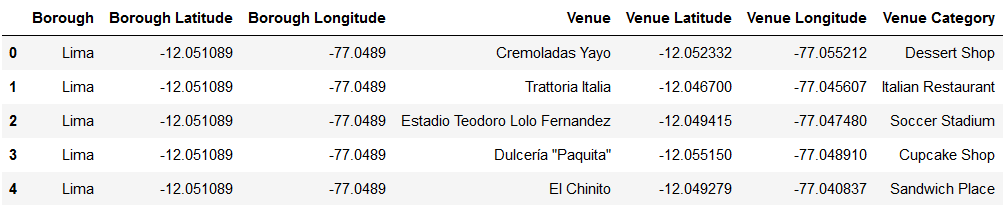 Borough Borough Latitude Borough Longitude Venue Venue Latitude Venue Longitude Venue Category
0 Lima -12.051089 -77.0489 Cremoladas Yayo -12.052332 -77.055212 Dessert Shop
1 Lima -12.051089 -77.0489 Trattoria Italia -12.046700 -77.045607 Italian Restaurant
2 Lima -12.051089 -77.0489 Estadio Teodoro Lolo Fernandez -12.049415 -77.047480 Soccer Stadium
3 Lima -12.051089 -77.0489 Dulcería "Paquita" -12.055150 -77.048910 Cupcake Shop
4 Lima -12.051089 -77.0489 El Chinito -12.049279 -77.040837 Sandwich Place